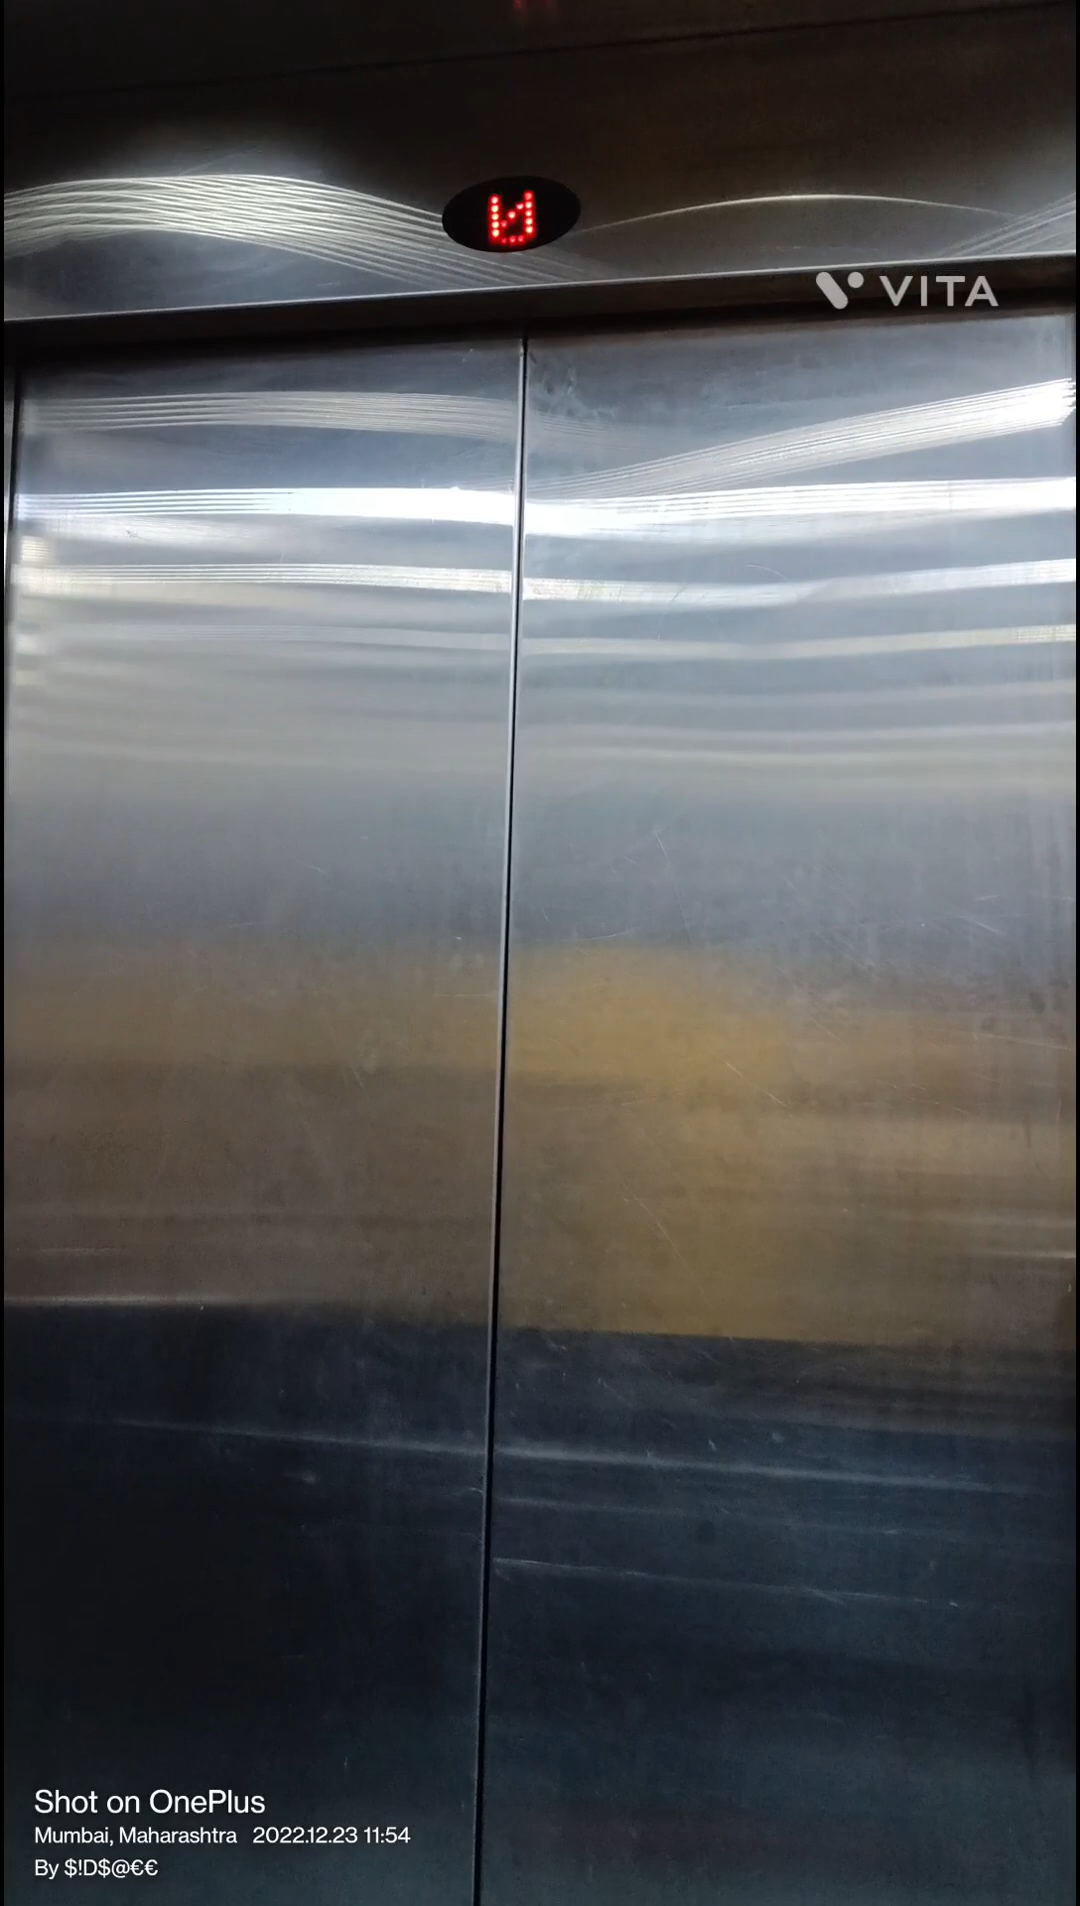 VITA
Shot on OnePlus
Mumbai, Maharashtra 2022.12.23 11:54
By $!D$@€€